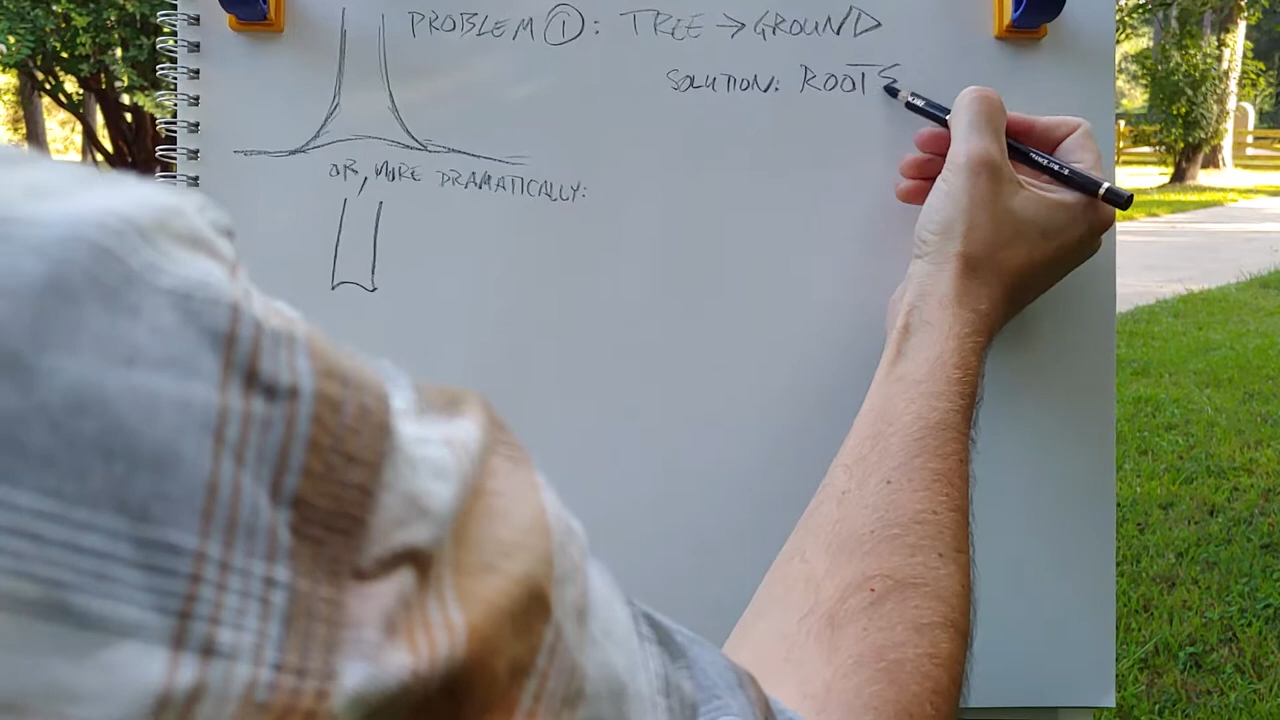 PROBLEM ①: TREE → GROUND
SOLUTION: ROOTS
OR, MORE DRAMATICALLY: